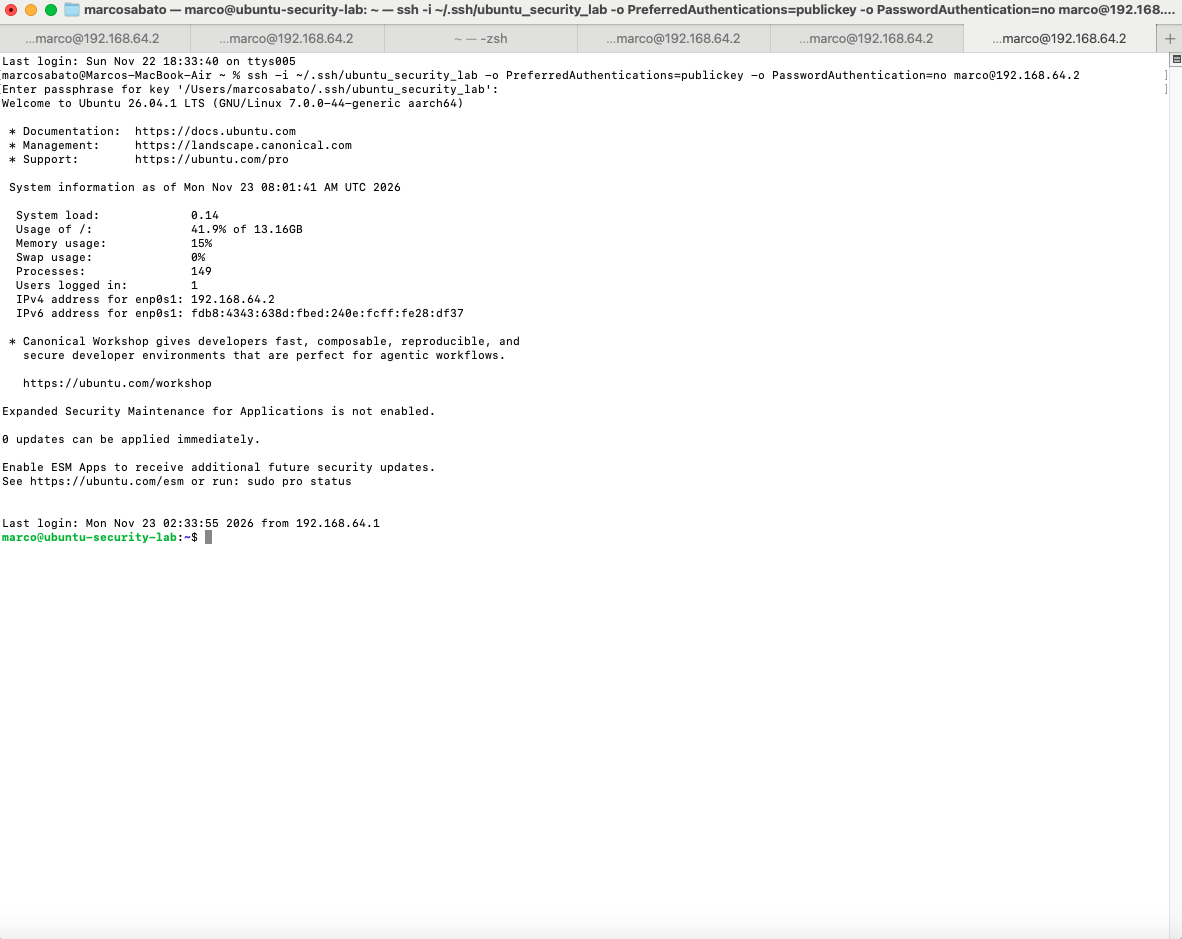 marcosabato — marco@ubuntu-security-lab: ~ — ssh -i ~/.ssh/ubuntu_security_lab -o PreferredAuthentications=publickey -o PasswordAuthentication=no marco@192.168....
...marco@192.168.64.2
...marco@192.168.64.2
~ — -zsh
...marco@192.168.64.2
...marco@192.168.64.2
...marco@192.168.64.2
+
Last login: Sun Nov 22 18:33:40 on ttys005
[marcosabato@Marcos-MacBook-Air ~ % ssh -i ~/.ssh/ubuntu_security_lab -o PreferredAuthentications=publickey -o PasswordAuthentication=no marco@192.168.64.2 ]
[Enter passphrase for key '/Users/marcosabato/.ssh/ubuntu_security_lab': ]
Welcome to Ubuntu 26.04.1 LTS (GNU/Linux 7.0.0-44-generic aarch64)

 * Documentation:  https://docs.ubuntu.com
 * Management:     https://landscape.canonical.com
 * Support:        https://ubuntu.com/pro

 System information as of Mon Nov 23 08:01:41 AM UTC 2026

  System load:             0.14
  Usage of /:              41.9% of 13.16GB
  Memory usage:            15%
  Swap usage:              0%
  Processes:               149
  Users logged in:         1
  IPv4 address for enp0s1: 192.168.64.2
  IPv6 address for enp0s1: fdb8:4343:638d:fbed:240e:fcff:fe28:df37

 * Canonical Workshop gives developers fast, composable, reproducible, and
   secure developer environments that are perfect for agentic workflows.

   https://ubuntu.com/workshop

Expanded Security Maintenance for Applications is not enabled.

0 updates can be applied immediately.

Enable ESM Apps to receive additional future security updates.
See https://ubuntu.com/esm or run: sudo pro status

Last login: Mon Nov 23 02:33:55 2026 from 192.168.64.1
marco@ubuntu-security-lab:~$